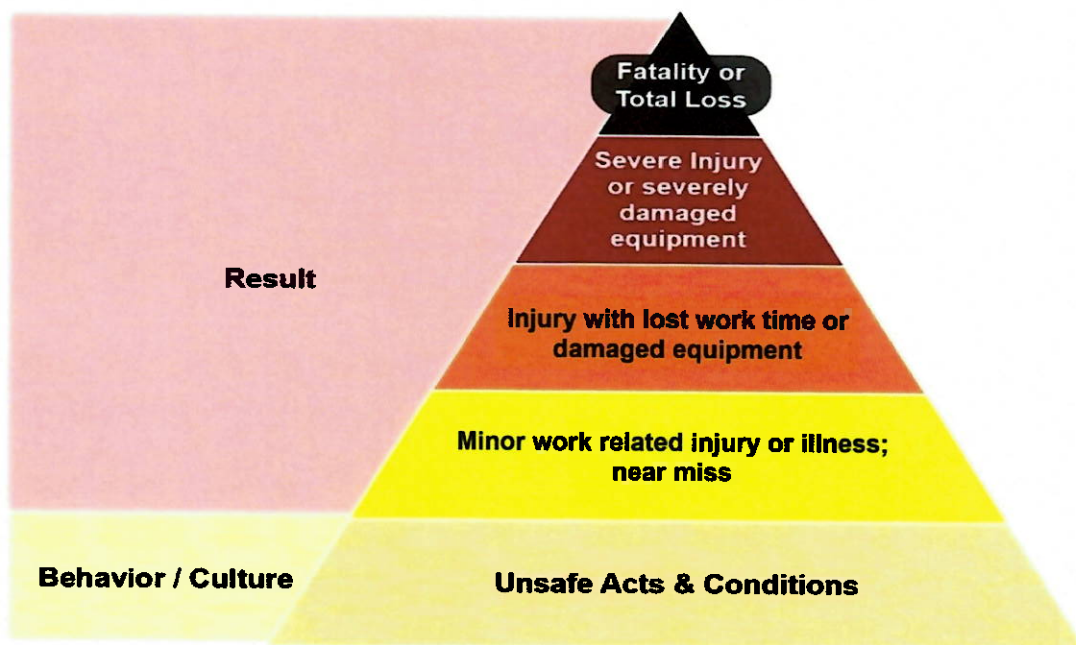 Fatality or
Total Loss
Severe Injury
or severely
damaged
equipment
Result
Injury with lost work time or
damaged equipment
Minor work related injury or illness;
near miss
Behavior / Culture
Unsafe Acts & Conditions